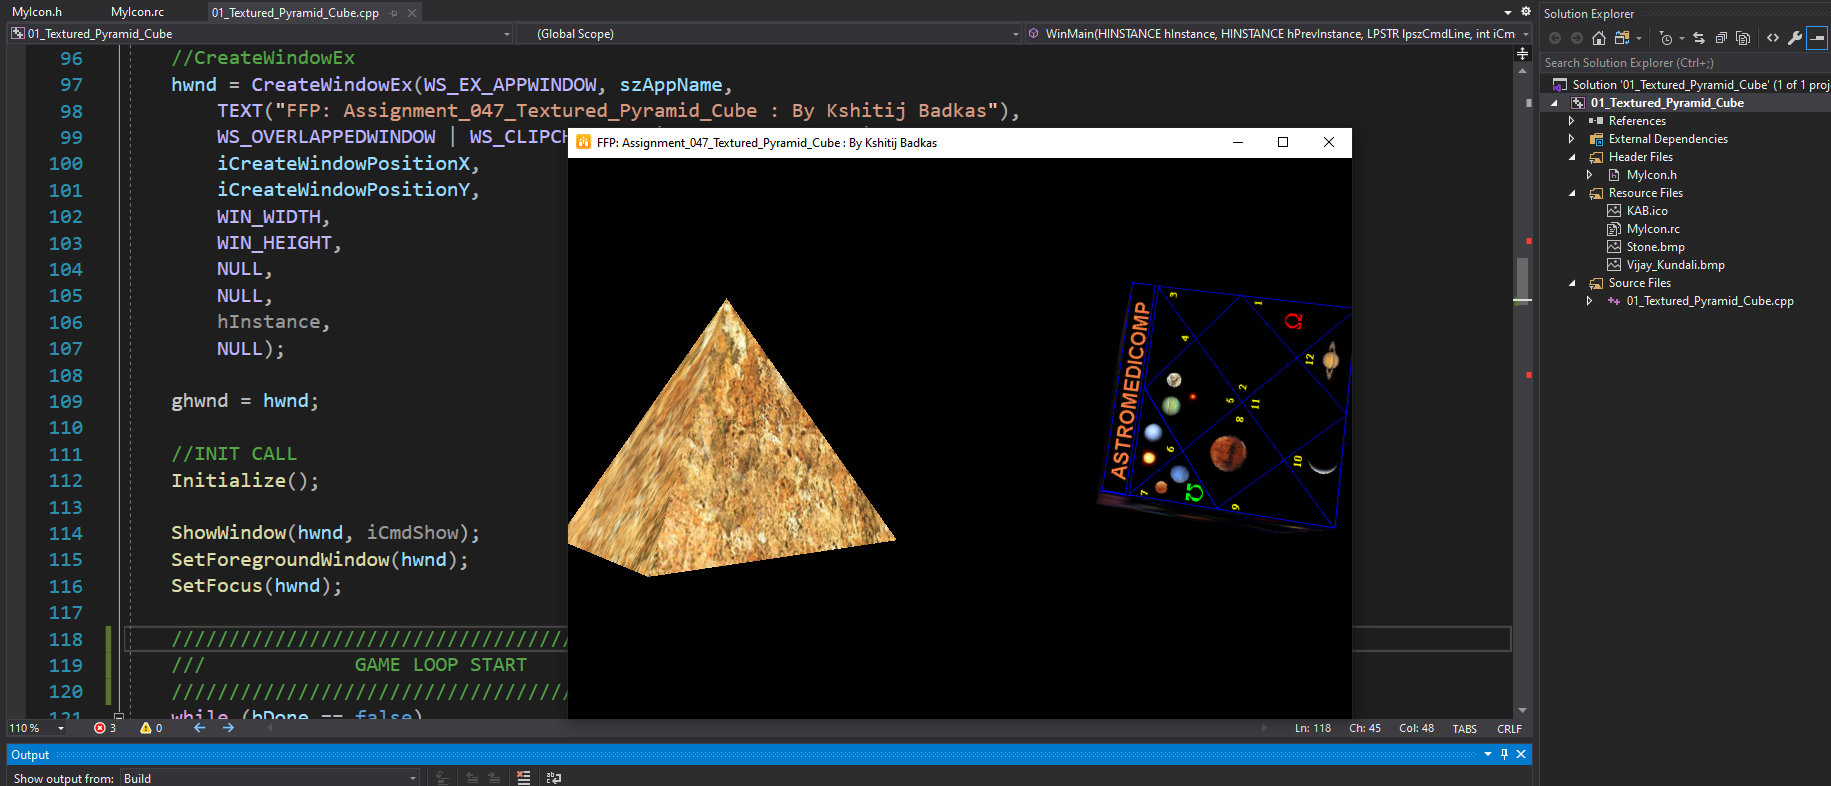 MyIcon.h MyIcon.rc 01_Textured_Pyramid_Cube.cpp
01_Textured_Pyramid_Cube (Global Scope) WinMain(HINSTANCE hInstance, HINSTANCE hPrevInstance, LPSTR lpszCmdLine, int iCm
96 //CreateWindowEx
97 hwnd = CreateWindowEx(WS_EX_APPWINDOW, szAppName,
98 TEXT("FFP: Assignment_047_Textured_Pyramid_Cube : By Kshitij Badkas"),
99 WS_OVERLAPPEDWINDOW | WS_CLIPCH
100 iCreateWindowPositionX,
101 iCreateWindowPositionY,
102 WIN_WIDTH,
103 WIN_HEIGHT,
104 NULL,
105 NULL,
106 hInstance,
107 NULL);
108
109 ghwnd = hwnd;
110
111 //INIT CALL
112 Initialize();
113
114 ShowWindow(hwnd, iCmdShow);
115 SetForegroundWindow(hwnd);
116 SetFocus(hwnd);
117
118 ///////////////////////////////////
119 /// GAME LOOP START
120 ///////////////////////////////////
121 while (bDone == false)
FFP: Assignment_047_Textured_Pyramid_Cube : By Kshitij Badkas
ASTROMEDICOMP
3
1
Ω
4
12
2
5
11
8
6
10
7
Ω
9
110 % 3 0 Ln: 118 Ch: 45 Col: 48 TABS CRLF
Output
Show output from: Build
Solution Explorer
Search Solution Explorer (Ctrl+;)
Solution '01_Textured_Pyramid_Cube' (1 of 1 proj
01_Textured_Pyramid_Cube
References
External Dependencies
Header Files
MyIcon.h
Resource Files
KAB.ico
MyIcon.rc
Stone.bmp
Vijay_Kundali.bmp
Source Files
01_Textured_Pyramid_Cube.cpp